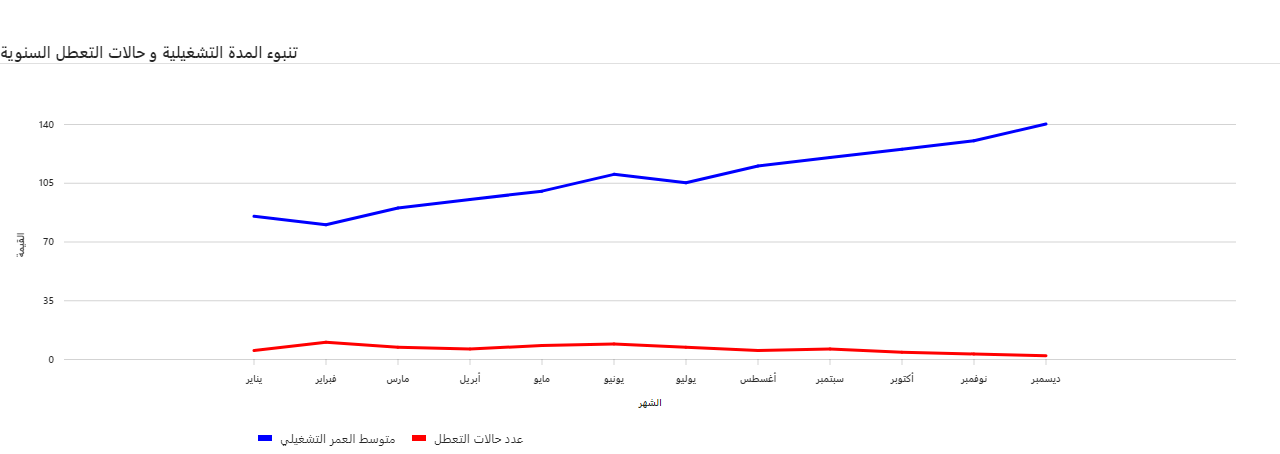 تنبوء المدة التشغيلية و حالات التعطل السنوية
140
105
70
35
0
القيمة
يناير
فبراير
مارس
أبريل
مايو
يونيو
يوليو
أغسطس
سبتمبر
أكتوبر
نوفمبر
ديسمبر
الشهر
متوسط العمر التشغيلي
عدد حالات التعطل